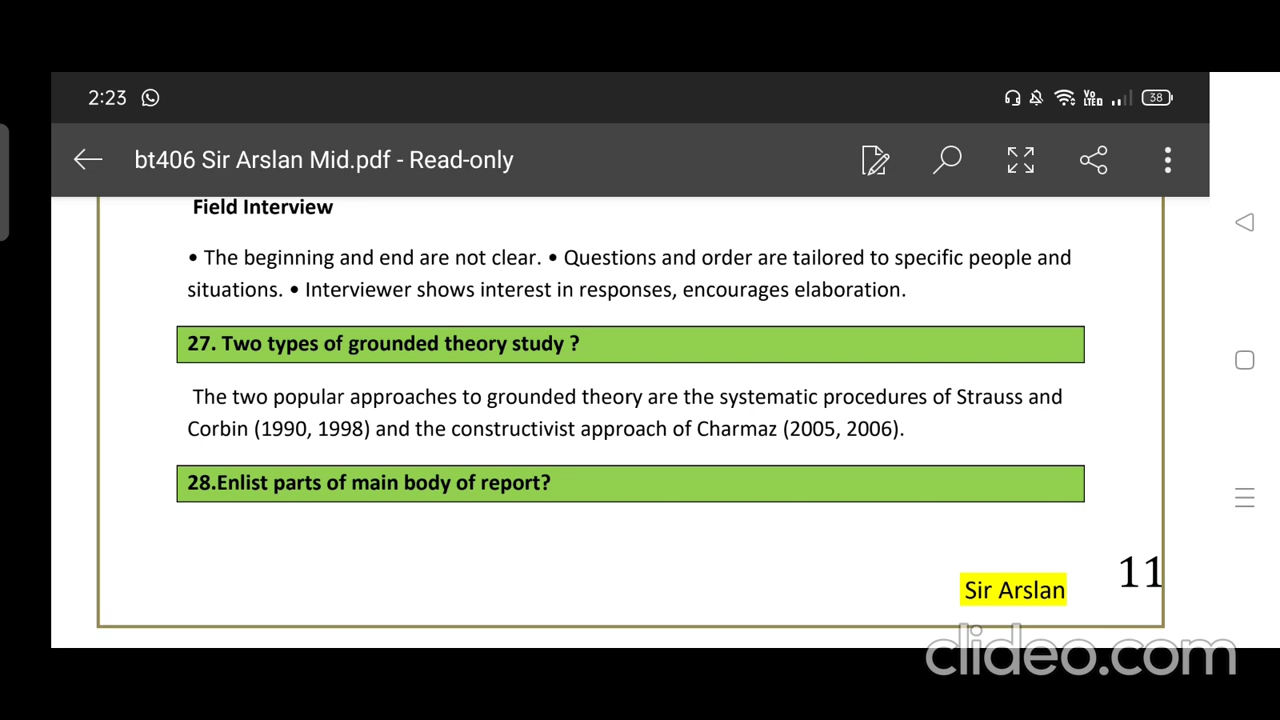 2:23
Vo
LTED
38
bt406 Sir Arslan Mid.pdf - Read-only
Field Interview
• The beginning and end are not clear. • Questions and order are tailored to specific people and
situations. • Interviewer shows interest in responses, encourages elaboration.
27. Two types of grounded theory study ?
The two popular approaches to grounded theory are the systematic procedures of Strauss and
Corbin (1990, 1998) and the constructivist approach of Charmaz (2005, 2006).
28.Enlist parts of main body of report?
11
Sir Arslan
clideo.com